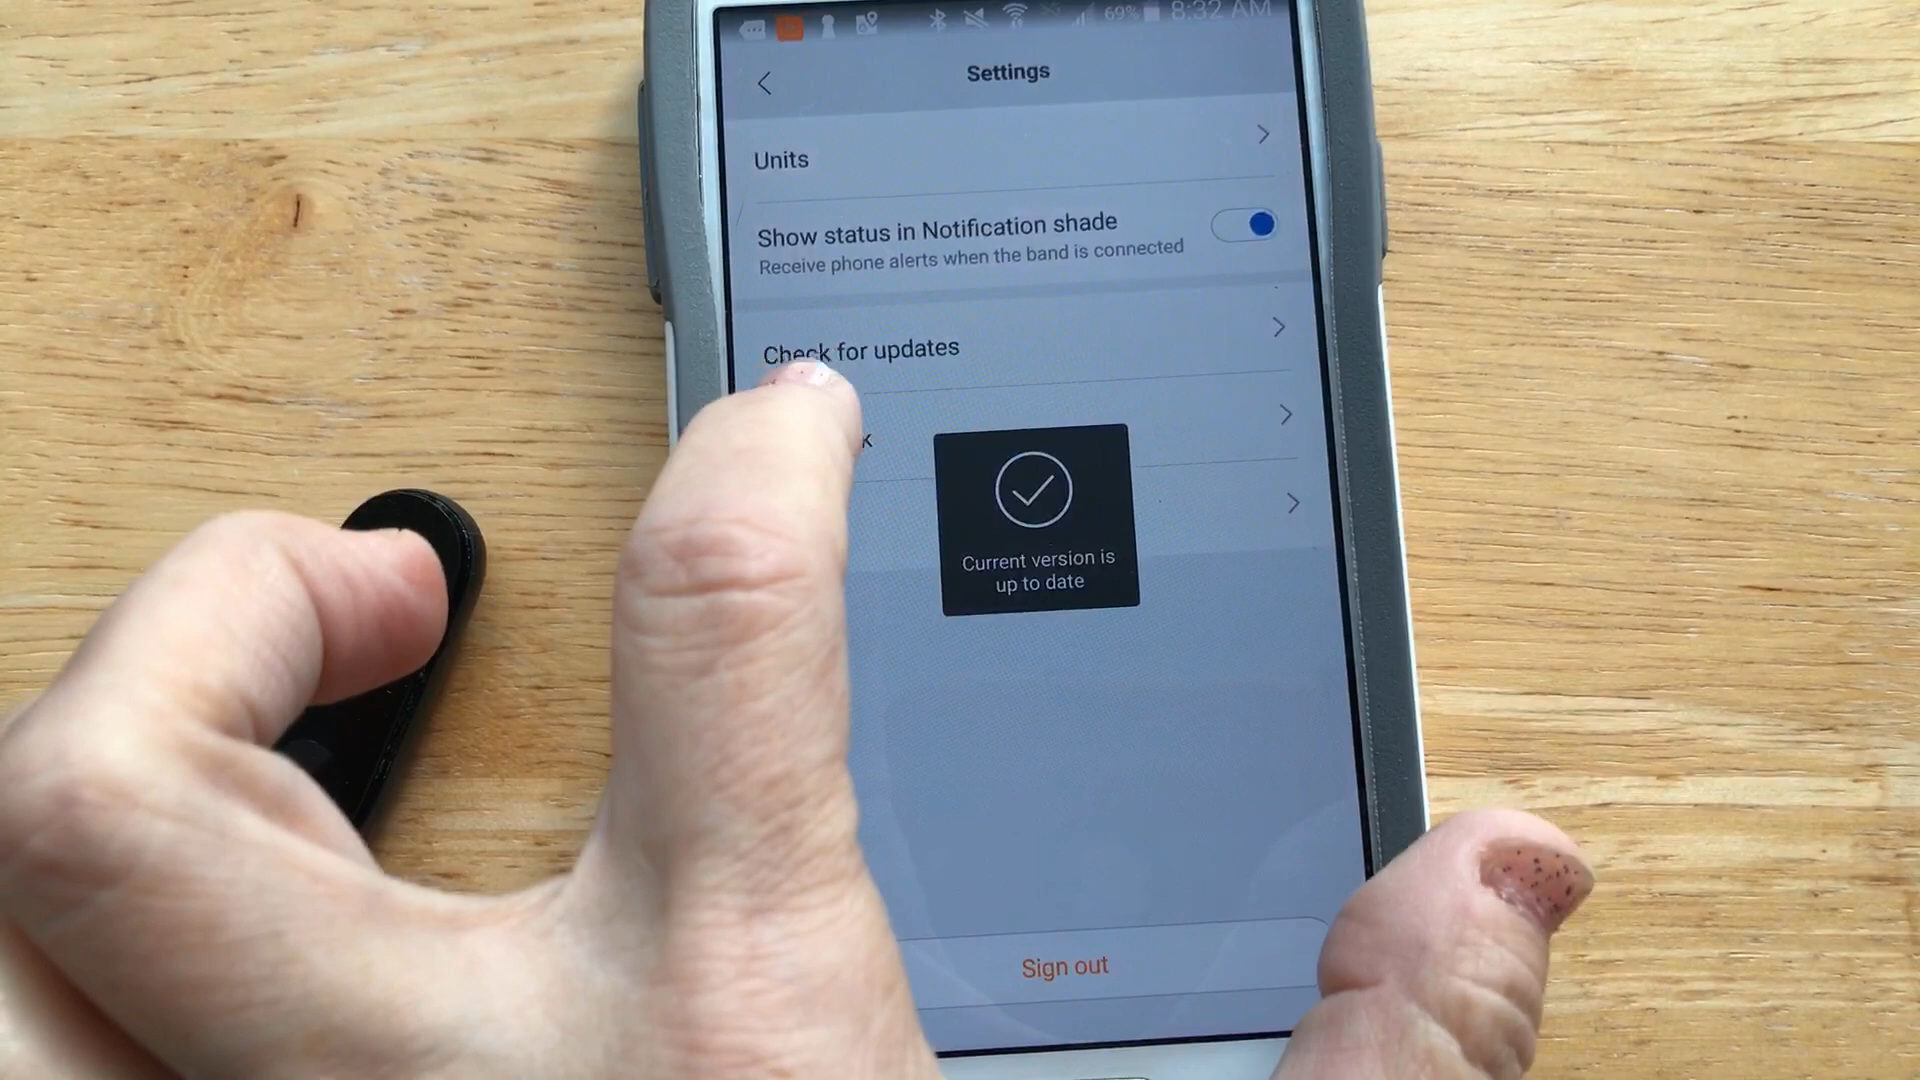 69% 8:32 AM
Settings
Units
Show status in Notification shade
Receive phone alerts when the band is connected
Check for updates
k
Current version is
up to date
Sign out